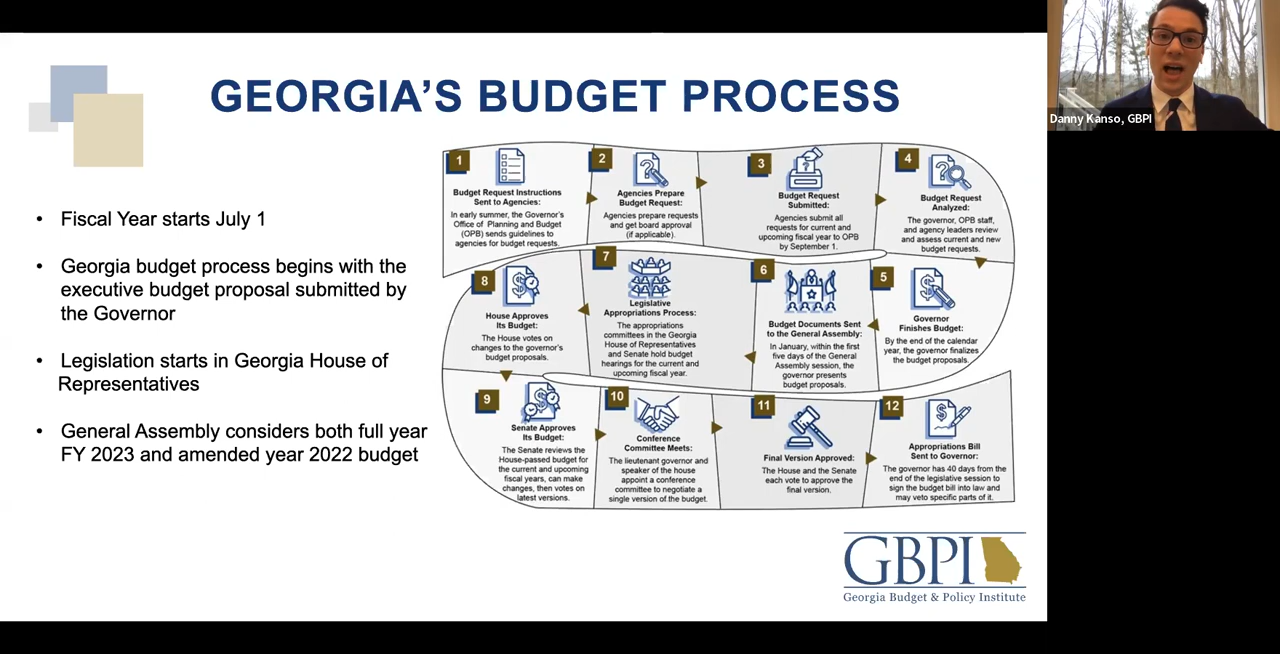 GEORGIA'S BUDGET PROCESS
Danny Kanso, GBPI
• Fiscal Year starts July 1
• Georgia budget process begins with the
executive budget proposal submitted by
the Governor
• Legislation starts in Georgia House of
Representatives
• General Assembly considers both full year
FY 2023 and amended year 2022 budget
1
Budget Request Instructions
Sent to Agencies:
In early summer, the Governor's
Office of Planning and Budget
(OPB) sends guidelines to
agencies for budget requests.
2
Agencies Prepare
Budget Request:
Agencies prepare requests
and get board approval
(if applicable).
3
Budget Request
Submitted:
Agencies submit all
requests for current and
upcoming fiscal year to OPB
by September 1.
4
Budget Request
Analyzed:
The governor, OPB staff,
and agency leaders review
and assess current and new
budget requests.
5
Governor
Finishes Budget:
By the end of the calendar
year, the governor finalizes
the budget proposals.
6
Budget Documents Sent
to the General Assembly:
In January, within the first
five days of the General
Assembly session, the
governor presents
budget proposals.
7
Legislative
Appropriations Process:
The appropriations
committees in the Georgia
House of Representatives
and Senate hold budget
hearings for the current and
upcoming fiscal year.
8
House Approves
Its Budget:
The House votes on
changes to the governor's
budget proposals.
9
Senate Approves
Its Budget:
The Senate reviews the
House-passed budget for
the current and upcoming
fiscal years, can make
changes, then votes on
latest versions.
10
Conference
Committee Meets:
The lieutenant governor and
speaker of the house
appoint a conference
committee to negotiate a
single version of the budget.
11
Final Version Approved:
The House and the Senate
each vote to approve the
final version.
12
Appropriations Bill
Sent to Governor:
The governor has 40 days from the
end of the legislative session to
sign the budget bill into law and
may veto specific parts of it.
GBPI
Georgia Budget & Policy Institute